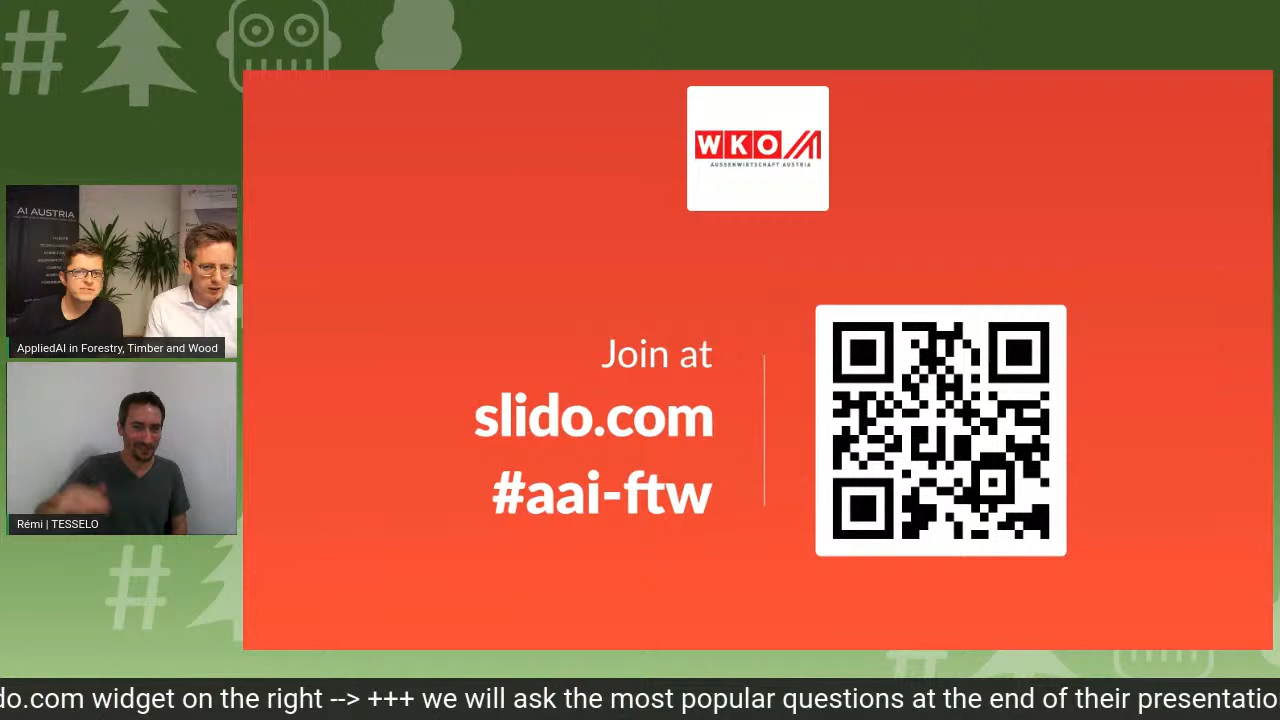 WKO
AUSSENWIRTSCHAFT AUSTRIA
AI AUSTRIA
AppliedAI in Forestry, Timber and Wood
Rémi | TESSELO
Join at
slido.com
#aai-ftw
do.com widget on the right --> +++ we will ask the most popular questions at the end of their presentatio